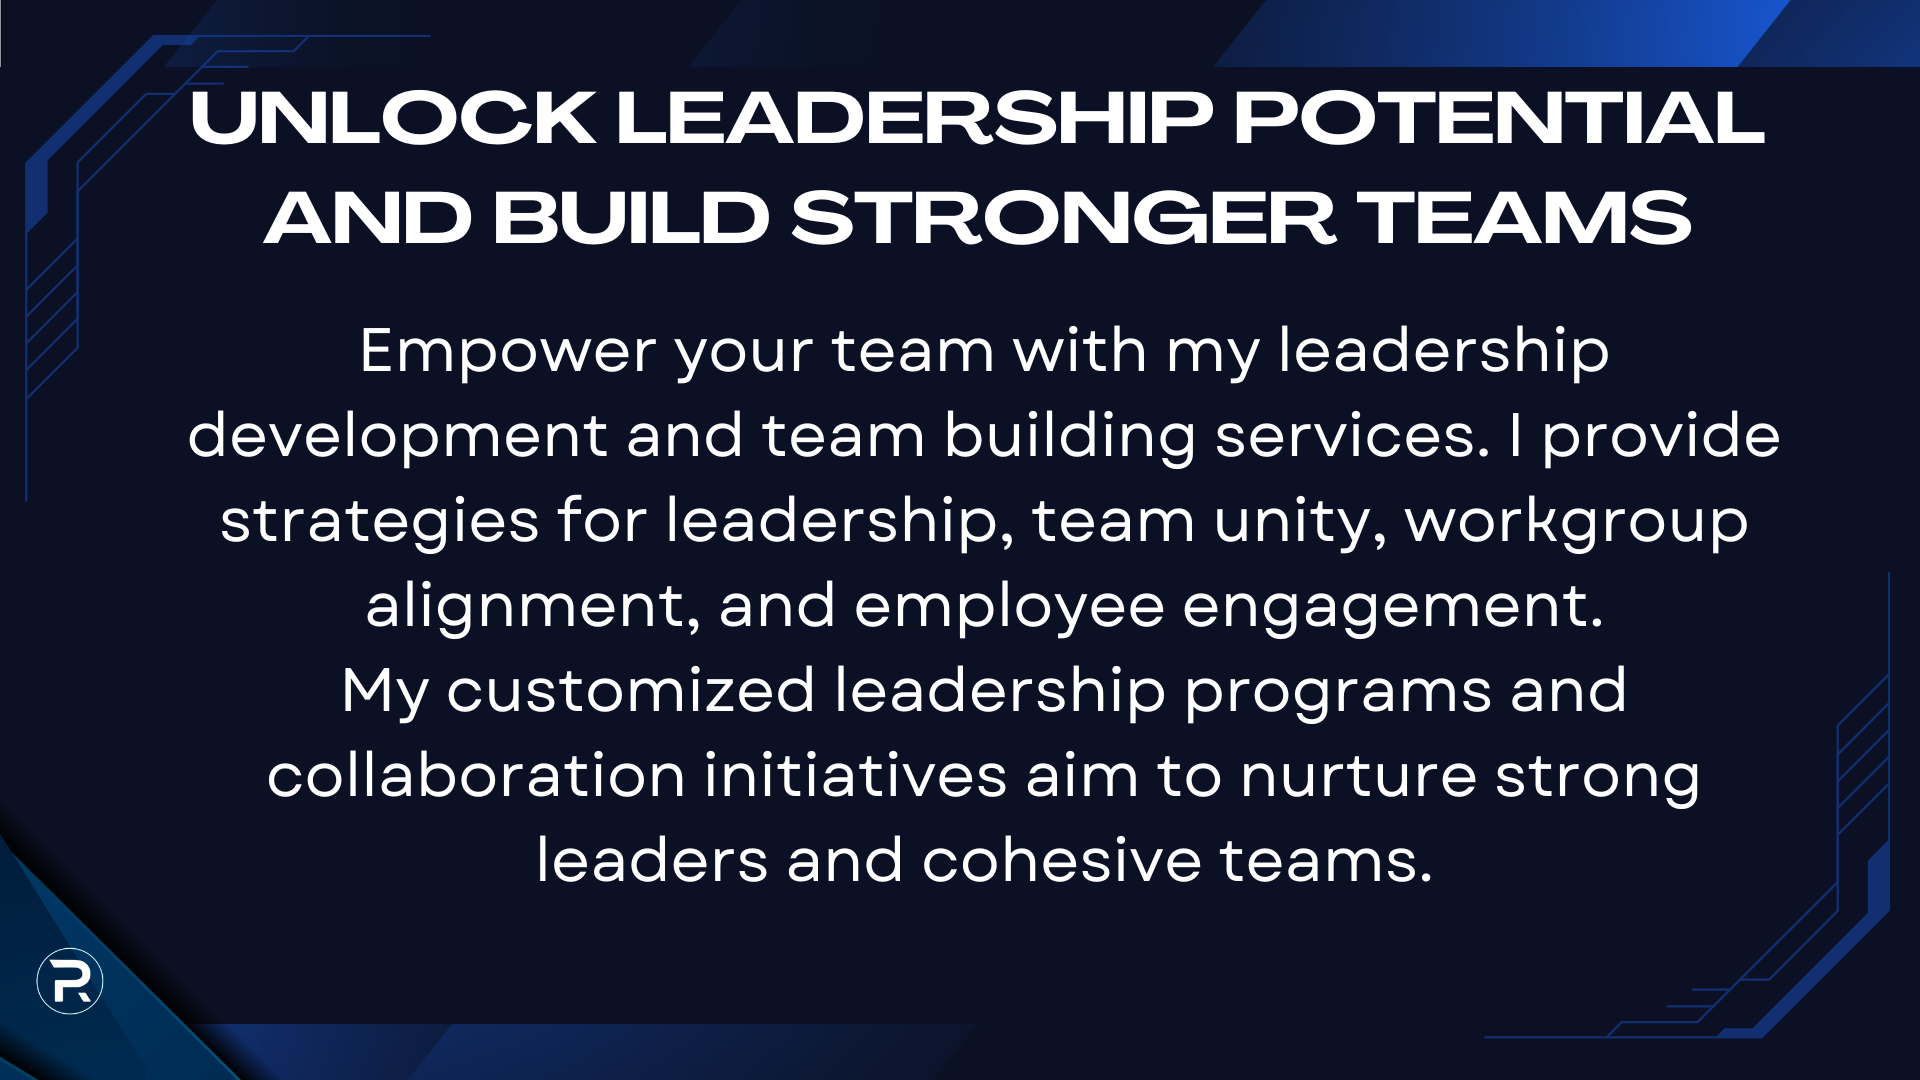 UNLOCK LEADERSHIP POTENTIAL
AND BUILD STRONGER TEAMS
Empower your team with my leadership
development and team building services. I provide
strategies for leadership, team unity, workgroup
alignment, and employee engagement.
My customized leadership programs and
collaboration initiatives aim to nurture strong
leaders and cohesive teams.
R